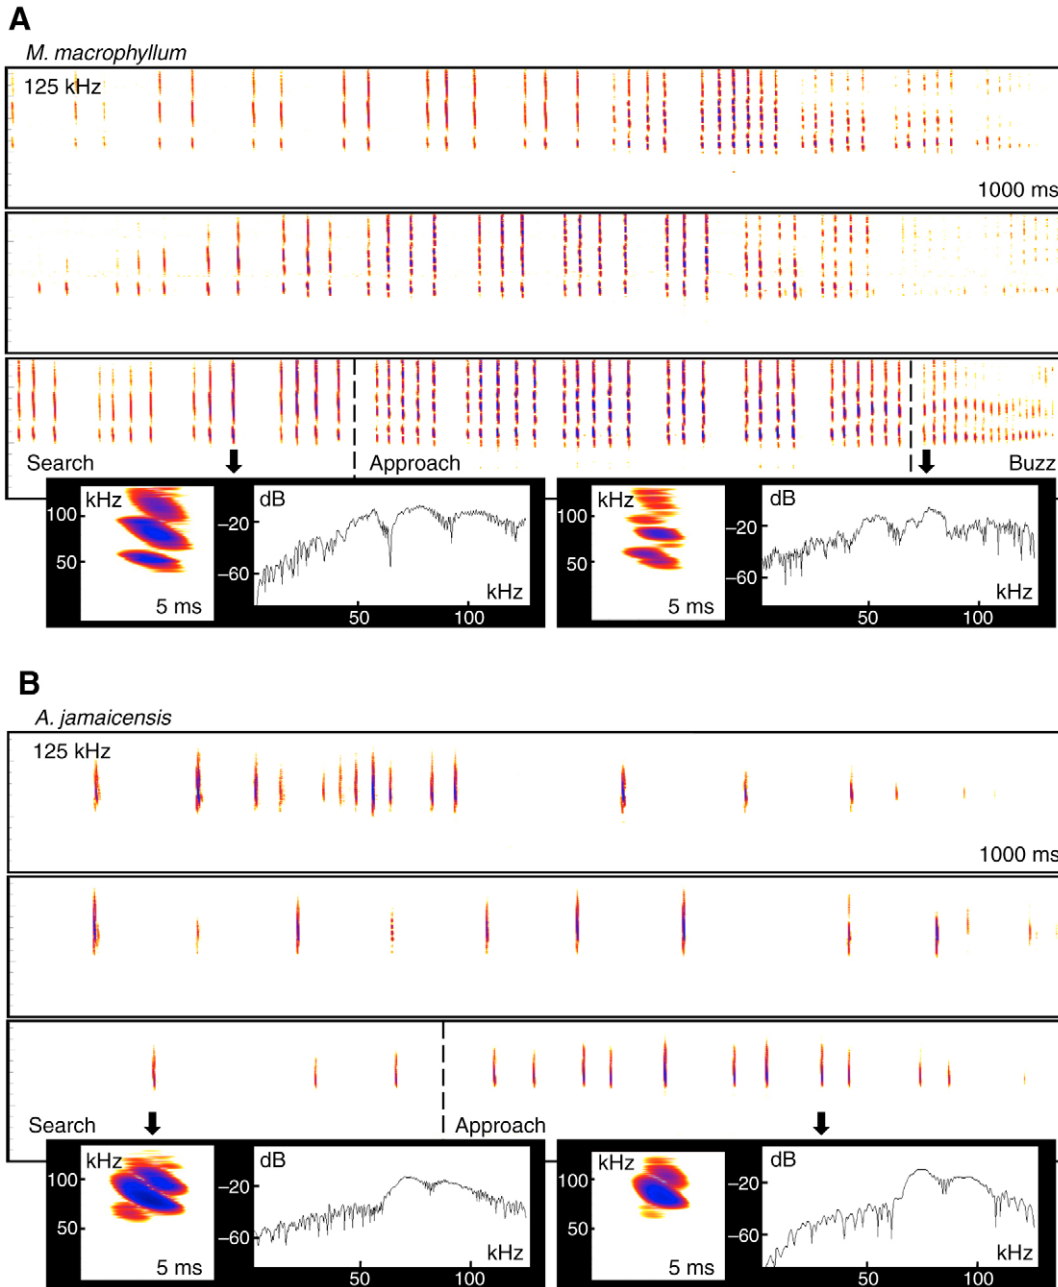 A
M. macrophyllum
125 kHz
1000 ms
Search
Approach
Buzz
kHz
100
50
5 ms
dB
–20
–60
kHz
50
100
kHz
100
50
5 ms
dB
–20
–60
kHz
50
100
B
A. jamaicensis
125 kHz
1000 ms
Search
Approach
kHz
100
50
5 ms
dB
–20
–60
kHz
50
100
kHz
100
50
5 ms
dB
–20
–60
kHz
50
100